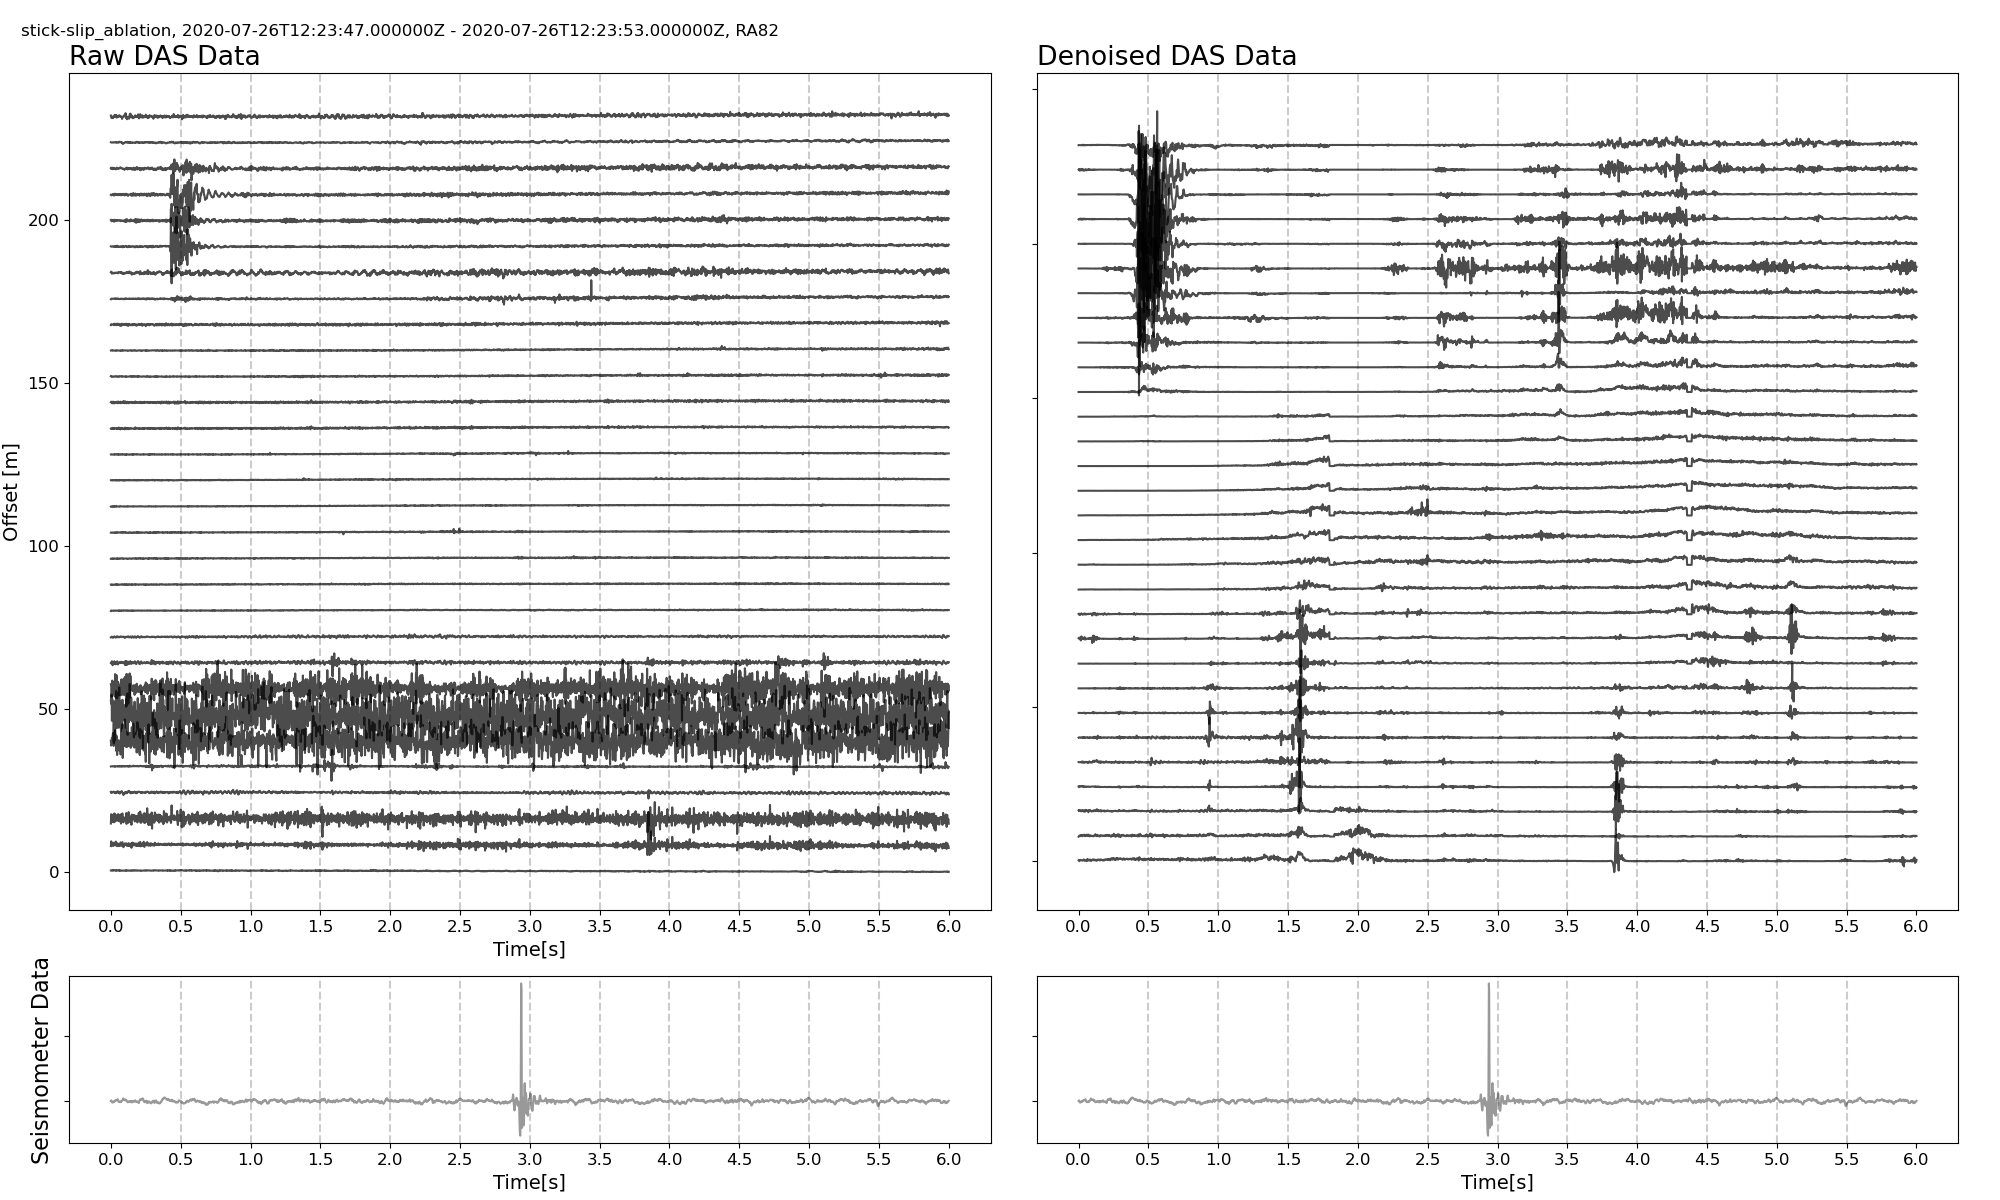 stick-slip_ablation, 2020-07-26T12:23:47.000000Z - 2020-07-26T12:23:53.000000Z, RA82
Raw DAS Data
Denoised DAS Data
Offset [m]
200
150
100
50
0
0.0 0.5 1.0 1.5 2.0 2.5 3.0 3.5 4.0 4.5 5.0 5.5 6.0
Time[s]
0.0 0.5 1.0 1.5 2.0 2.5 3.0 3.5 4.0 4.5 5.0 5.5 6.0
Seismometer Data
0.0 0.5 1.0 1.5 2.0 2.5 3.0 3.5 4.0 4.5 5.0 5.5 6.0
Time[s]
0.0 0.5 1.0 1.5 2.0 2.5 3.0 3.5 4.0 4.5 5.0 5.5 6.0
Time[s]